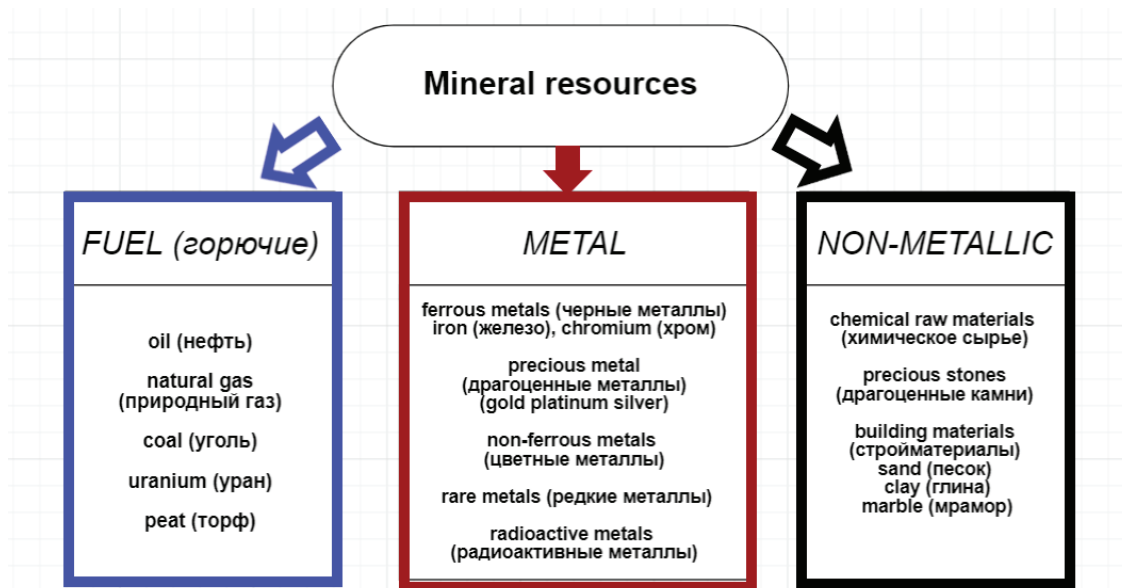 Mineral resources
FUEL (горючие)
oil (нефть)
natural gas
(природный газ)
coal (уголь)
uranium (уран)
peat (торф)
METAL
ferrous metals (черные металлы)
iron (железо), chromium (хром)
precious metal
(драгоценные металлы)
(gold platinum silver)
non-ferrous metals
(цветные металлы)
rare metals (редкие металлы)
radioactive metals
(радиоактивные металлы)
NON-METALLIC
chemical raw materials
(химическое сырье)
precious stones
(драгоценные камни)
building materials
(стройматериалы)
sand (песок)
clay (глина)
marble (мрамор)